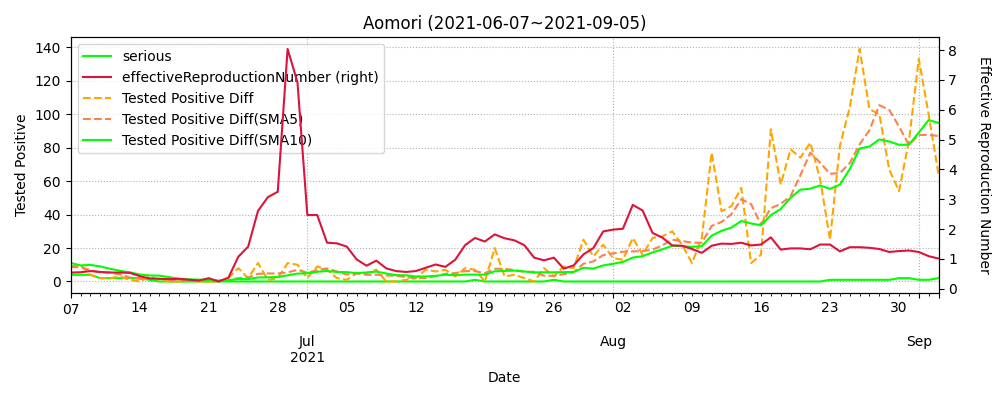 Aomori (2021-06-07~2021-09-05)
serious
effectiveReproductionNumber (right)
Tested Positive Diff
Tested Positive Diff(SMA5)
Tested Positive Diff(SMA10)
Tested Positive
140
120
100
80
60
40
20
0
8
7
6
5
4
3
2
1
0
Effective Reproduction Number
07 14 21 28 05 12 19 26 02 09 16 23 30
Jul Aug Sep
2021
Date